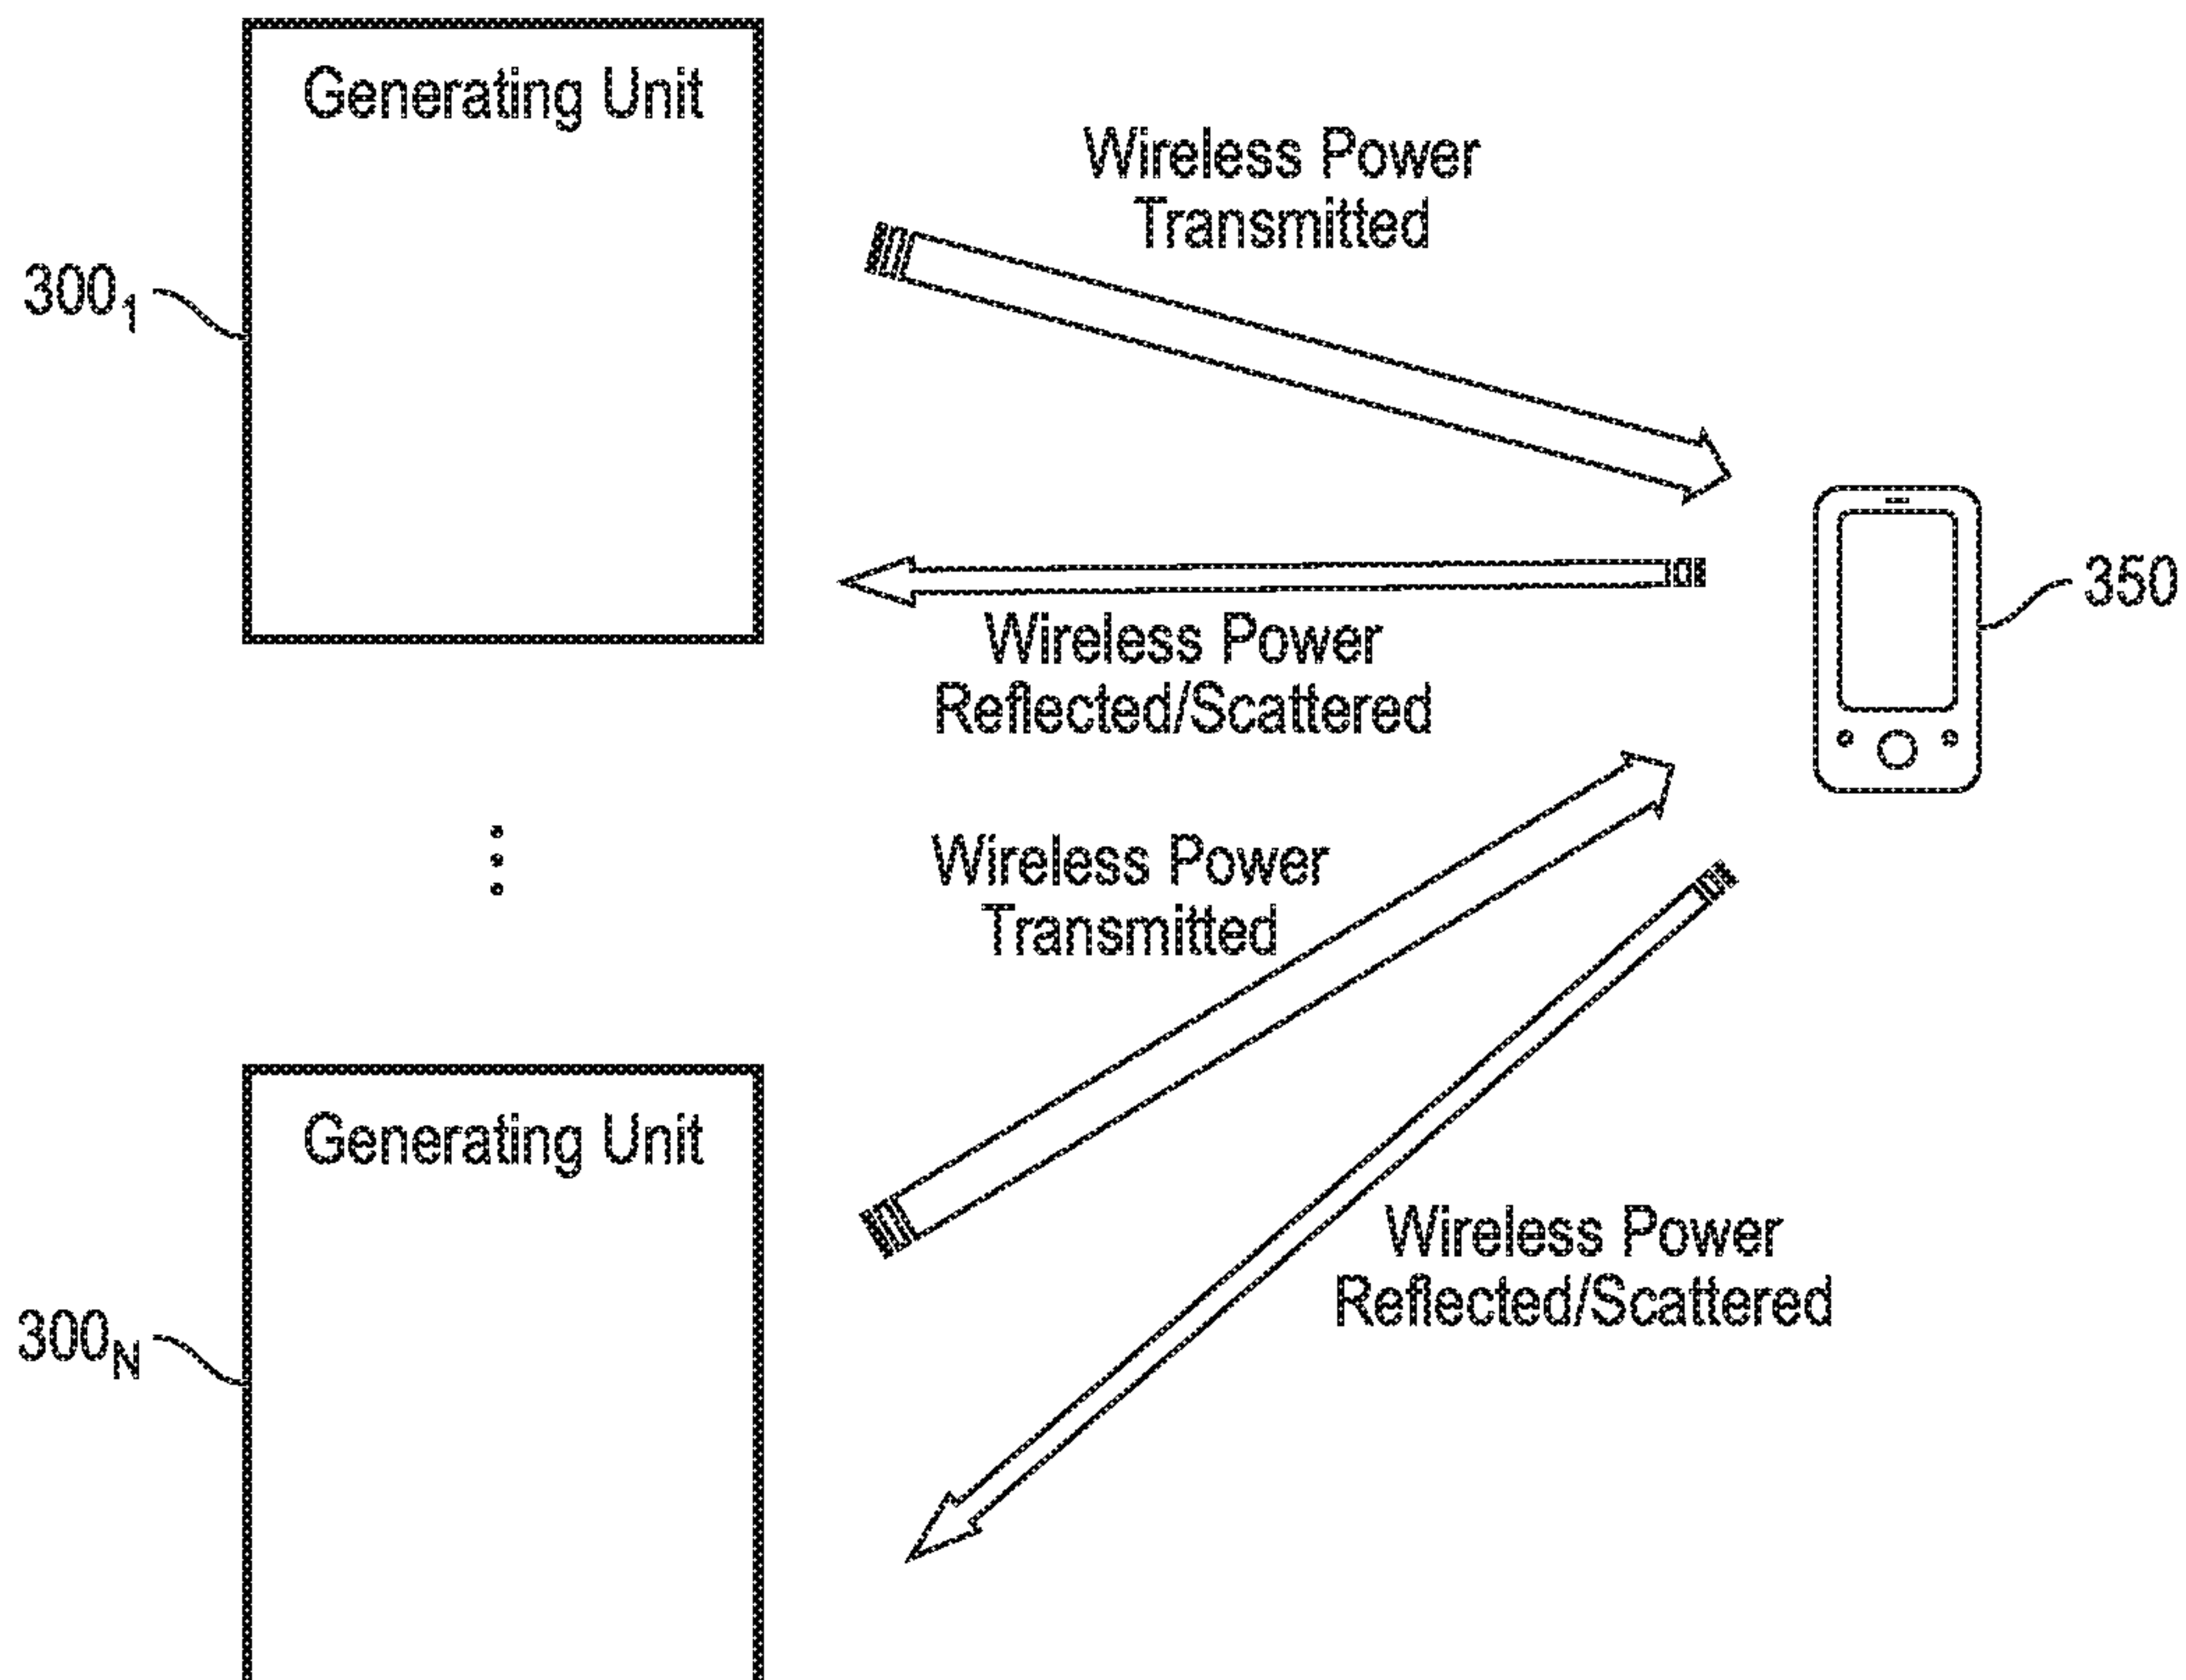 Generating Unit
Wireless Power
Transmitted
300₁
350
Wireless Power
Reflected/Scattered
Wireless Power
Transmitted
Generating Unit
Wireless Power
Reflected/Scattered
300_N